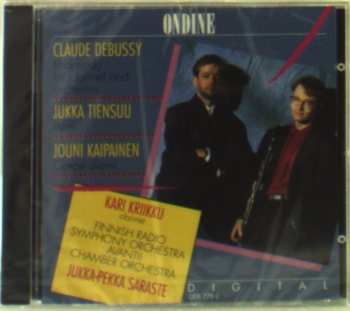 ONDINE
CLAUDE DEBUSSY
JUKKA TIENSUU
JOUNI KAIPAINEN
KARI KRIIKKU
clarinet
FINNISH RADIO
SYMPHONY ORCHESTRA
AVANTI!
CHAMBER ORCHESTRA
JUKKA-PEKKA SARASTE
DIGITAL